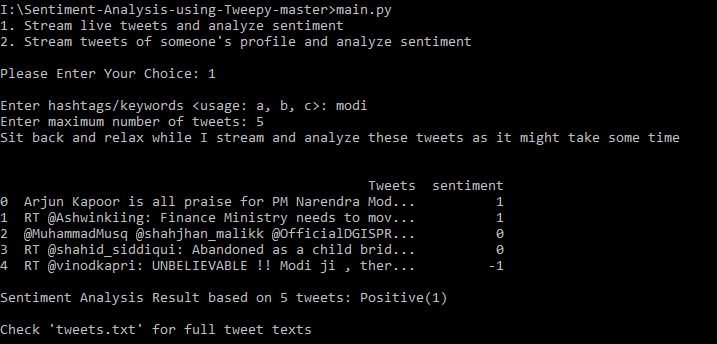 I:\Sentiment-Analysis-using-Tweepy-master>main.py
1. Stream live tweets and analyze sentiment
2. Stream tweets of someone's profile and analyze sentiment
Please Enter Your Choice: 1
Enter hashtags/keywords <usage: a, b, c>: modi
Enter maximum number of tweets: 5
Sit back and relax while I stream and analyze these tweets as it might take some time
Tweets sentiment
0 Arjun Kapoor is all praise for PM Narendra Mod... 1
1 RT @Ashwinkiing: Finance Ministry needs to mov... 1
2 @MuhammadMusq @shahjhan_malikk @OfficialDGISPR... 0
3 RT @shahid_siddiqui: Abandoned as a child brid... 0
4 RT @vinodkapri: UNBELIEVABLE !! Modi ji , ther... -1
Sentiment Analysis Result based on 5 tweets: Positive(1)
Check 'tweets.txt' for full tweet texts